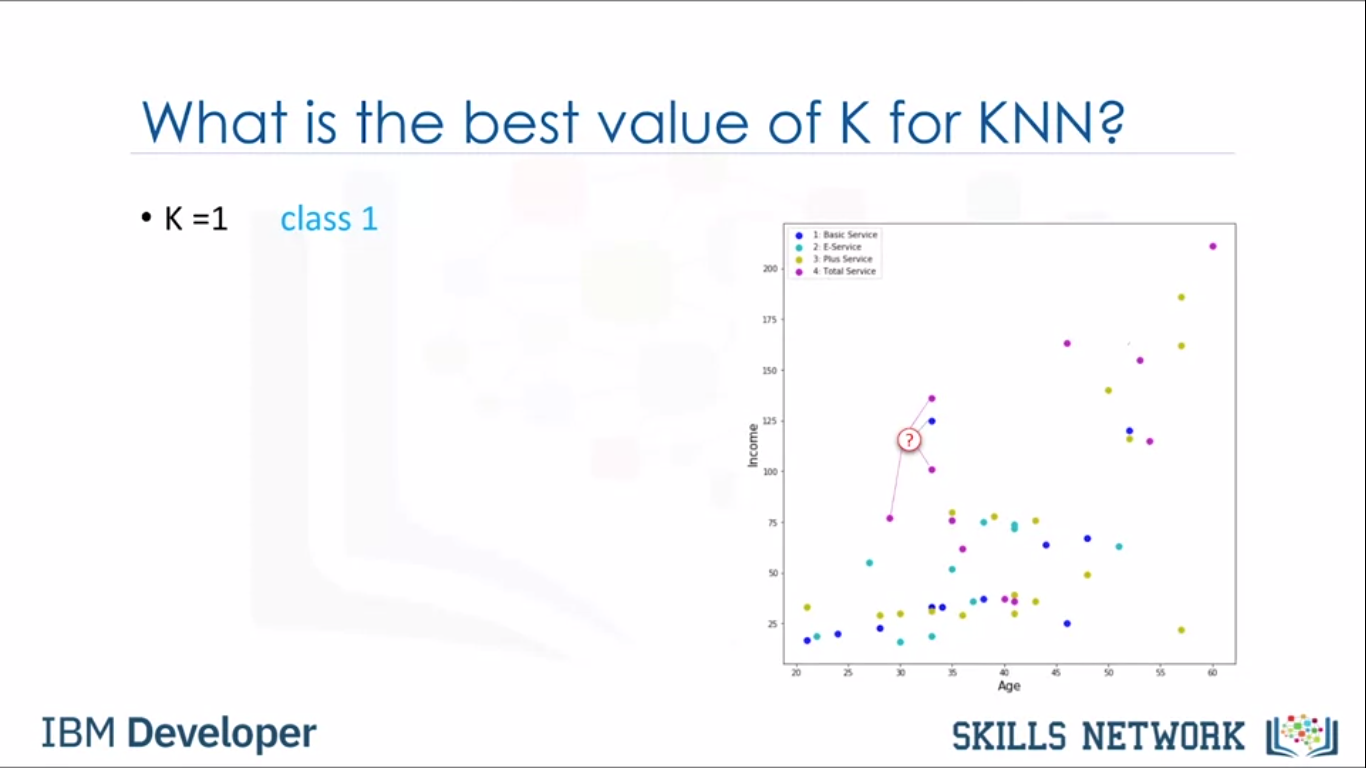 What is the best value of K for KNN?
• K =1 class 1
1: Basic Service
2: E-Service
3: Plus Service
4: Total Service
200
175
150
125
100
75
50
25
Income
?
20 25 30 35 40 45 50 55 60
Age
IBM Developer
SKILLS NETWORK